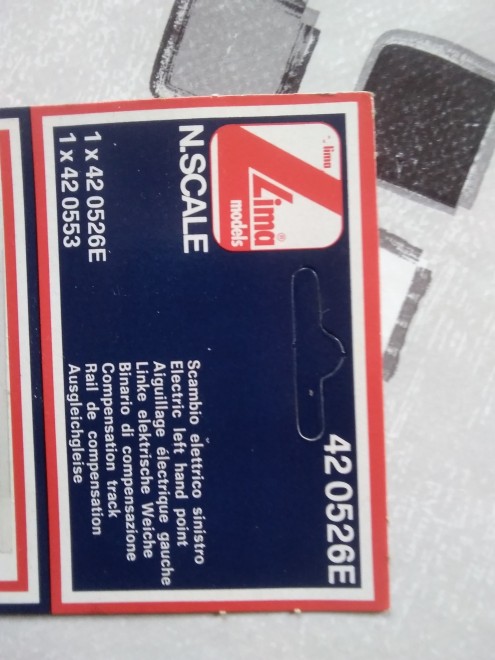 lima
Lima®
models
42 0526E
N.SCALE
1 x 42 0526E
1 x 42 0553
Scambio elettrico sinistro
Electric left hand point
Aiguillage électrique gauche
Linke elektrische Weiche
Binario di compensazione
Compensation track
Rail de compensation
Ausgleichgleise